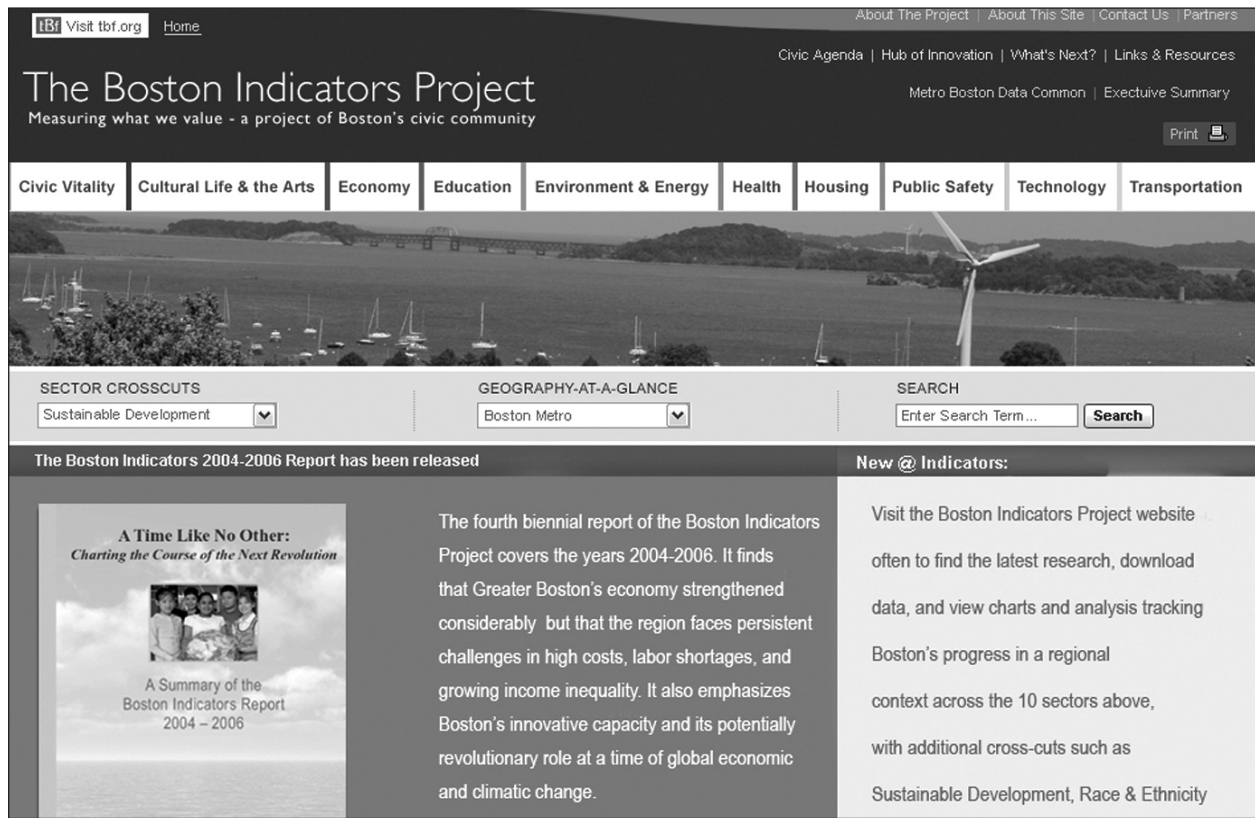 tBf Visit tbf.org Home
About The Project | About This Site | Contact Us | Partners
Civic Agenda | Hub of Innovation | What's Next? | Links & Resources
The Boston Indicators Project
Metro Boston Data Common | Exectuive Summary
Measuring what we value - a project of Boston's civic community
Print
Civic Vitality Cultural Life & the Arts Economy Education Environment & Energy Health Housing Public Safety Technology Transportation
SECTOR CROSSCUTS GEOGRAPHY-AT-A-GLANCE SEARCH
Sustainable Development Boston Metro Enter Search Term... Search
The Boston Indicators 2004-2006 Report has been released
A Time Like No Other:
Charting the Course of the Next Revolution
A Summary of the
Boston Indicators Report
2004 – 2006
The fourth biennial report of the Boston Indicators
Project covers the years 2004-2006. It finds
that Greater Boston's economy strengthened
considerably but that the region faces persistent
challenges in high costs, labor shortages, and
growing income inequality. It also emphasizes
Boston's innovative capacity and its potentially
revolutionary role at a time of global economic
and climatic change.
New @ Indicators:
Visit the Boston Indicators Project website
often to find the latest research, download
data, and view charts and analysis tracking
Boston's progress in a regional
context across the 10 sectors above,
with additional cross-cuts such as
Sustainable Development, Race & Ethnicity